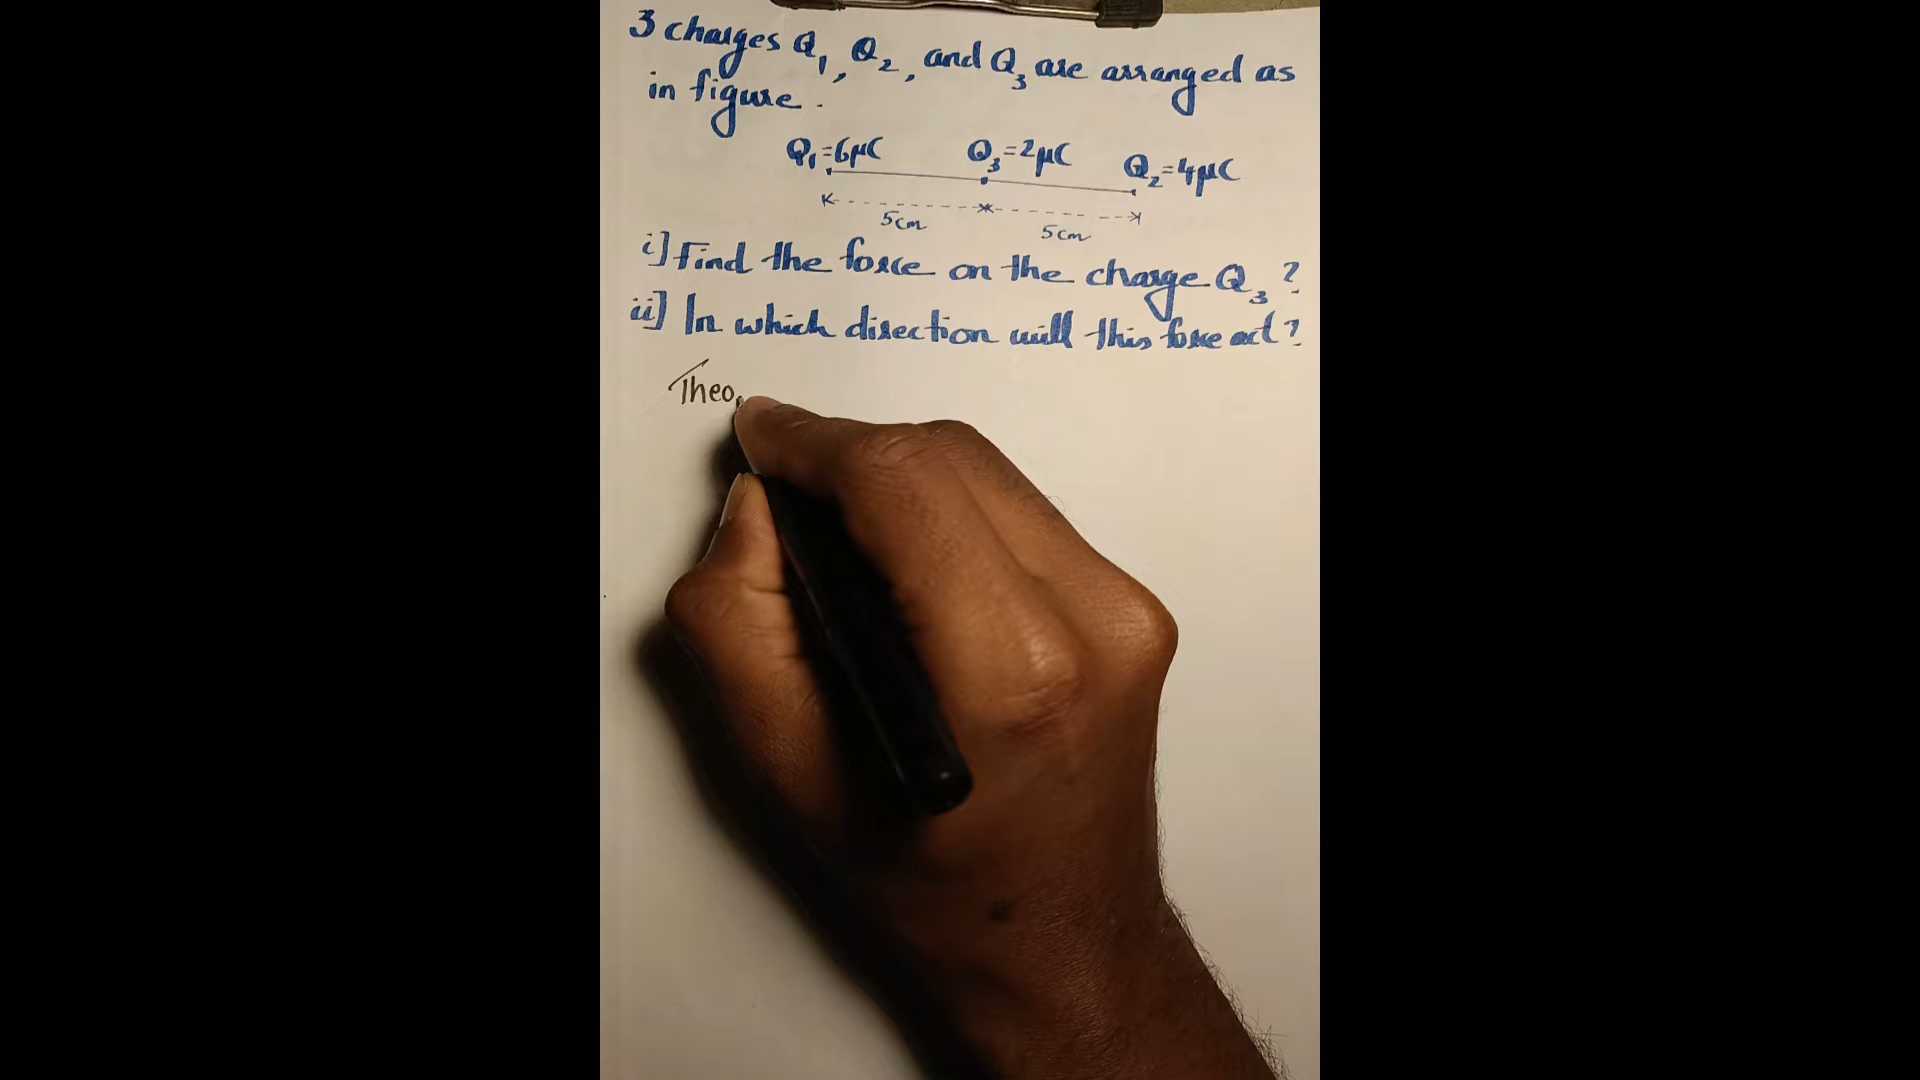 3 charges Q₁, Q₂, and Q₃ are arranged as
in figure.
Q₁=6μC Q₃=2μC Q₂=4μC
5cm 5cm
i] Find the force on the charge Q₃?
ii] In which direction will this force act?
Theo